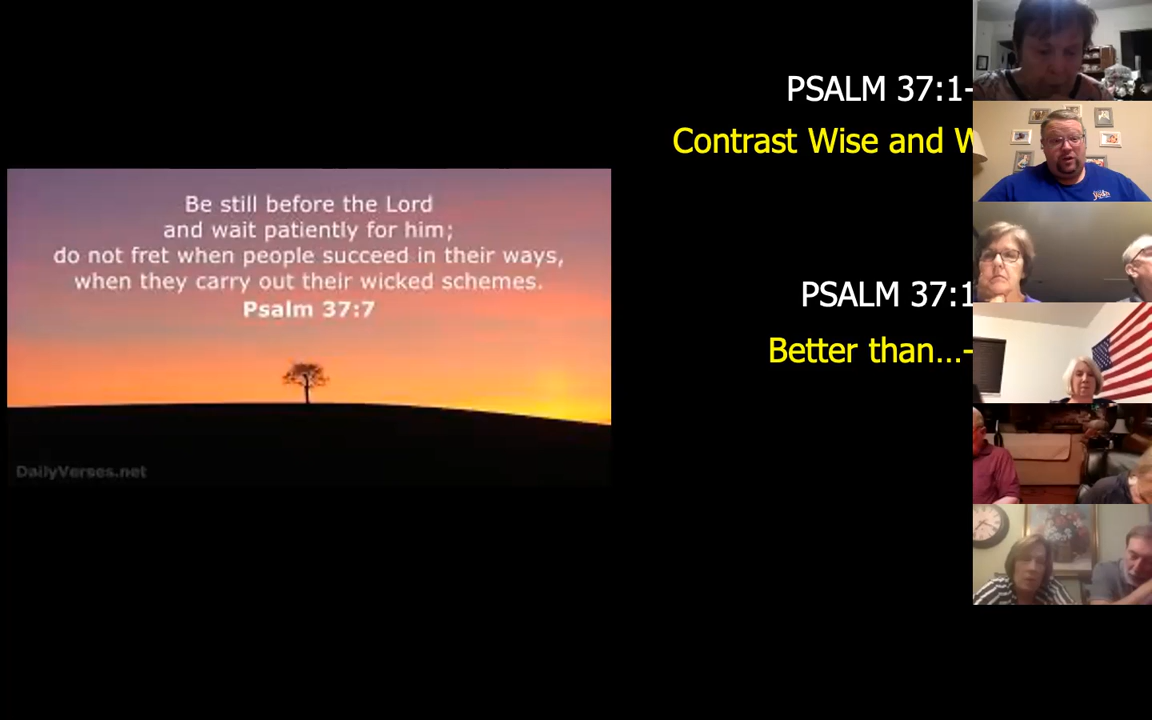 Be still before the Lord
and wait patiently for him;
do not fret when people succeed in their ways,
when they carry out their wicked schemes.
Psalm 37:7
DailyVerses.net
PSALM 37:1-
Contrast Wise and W
PSALM 37:1
Better than...-